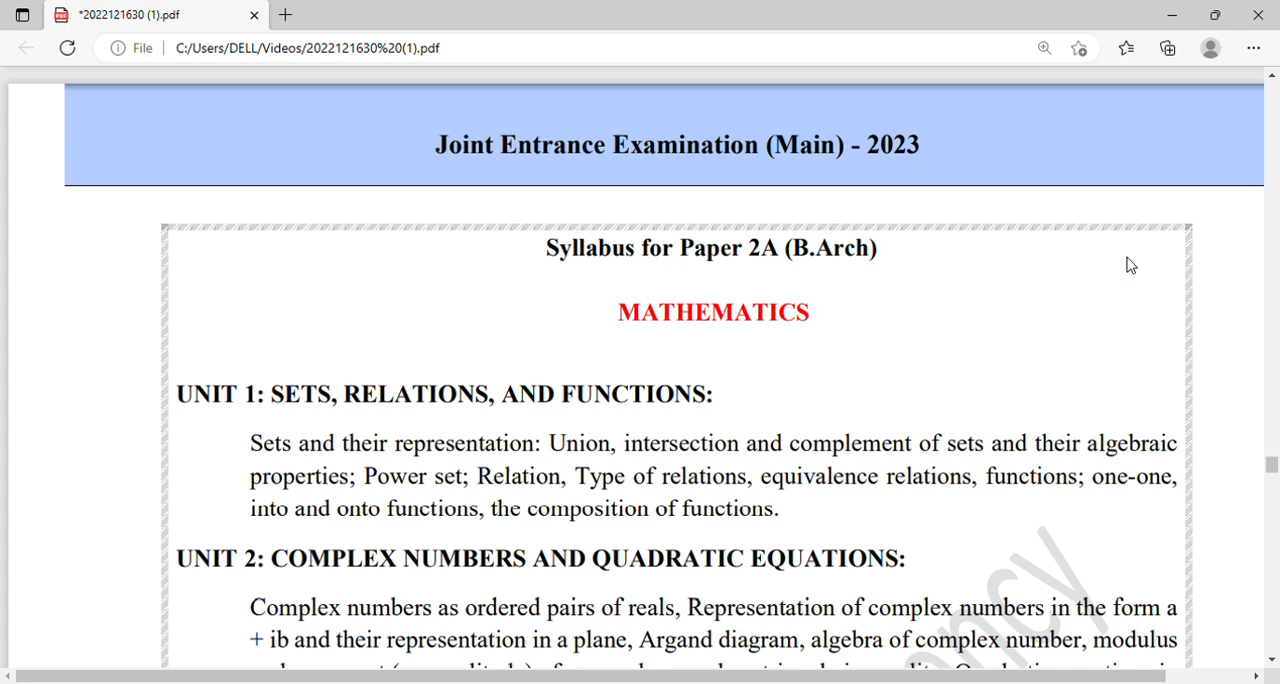 *2022121630 (1).pdf
File
C:/Users/DELL/Videos/2022121630%20(1).pdf
Joint Entrance Examination (Main) - 2023
Syllabus for Paper 2A (B.Arch)
MATHEMATICS
UNIT 1: SETS, RELATIONS, AND FUNCTIONS:
Sets and their representation: Union, intersection and complement of sets and their algebraic
properties; Power set; Relation, Type of relations, equivalence relations, functions; one-one,
into and onto functions, the composition of functions.
UNIT 2: COMPLEX NUMBERS AND QUADRATIC EQUATIONS:
Complex numbers as ordered pairs of reals, Representation of complex numbers in the form a
+ ib and their representation in a plane, Argand diagram, algebra of complex number, modulus